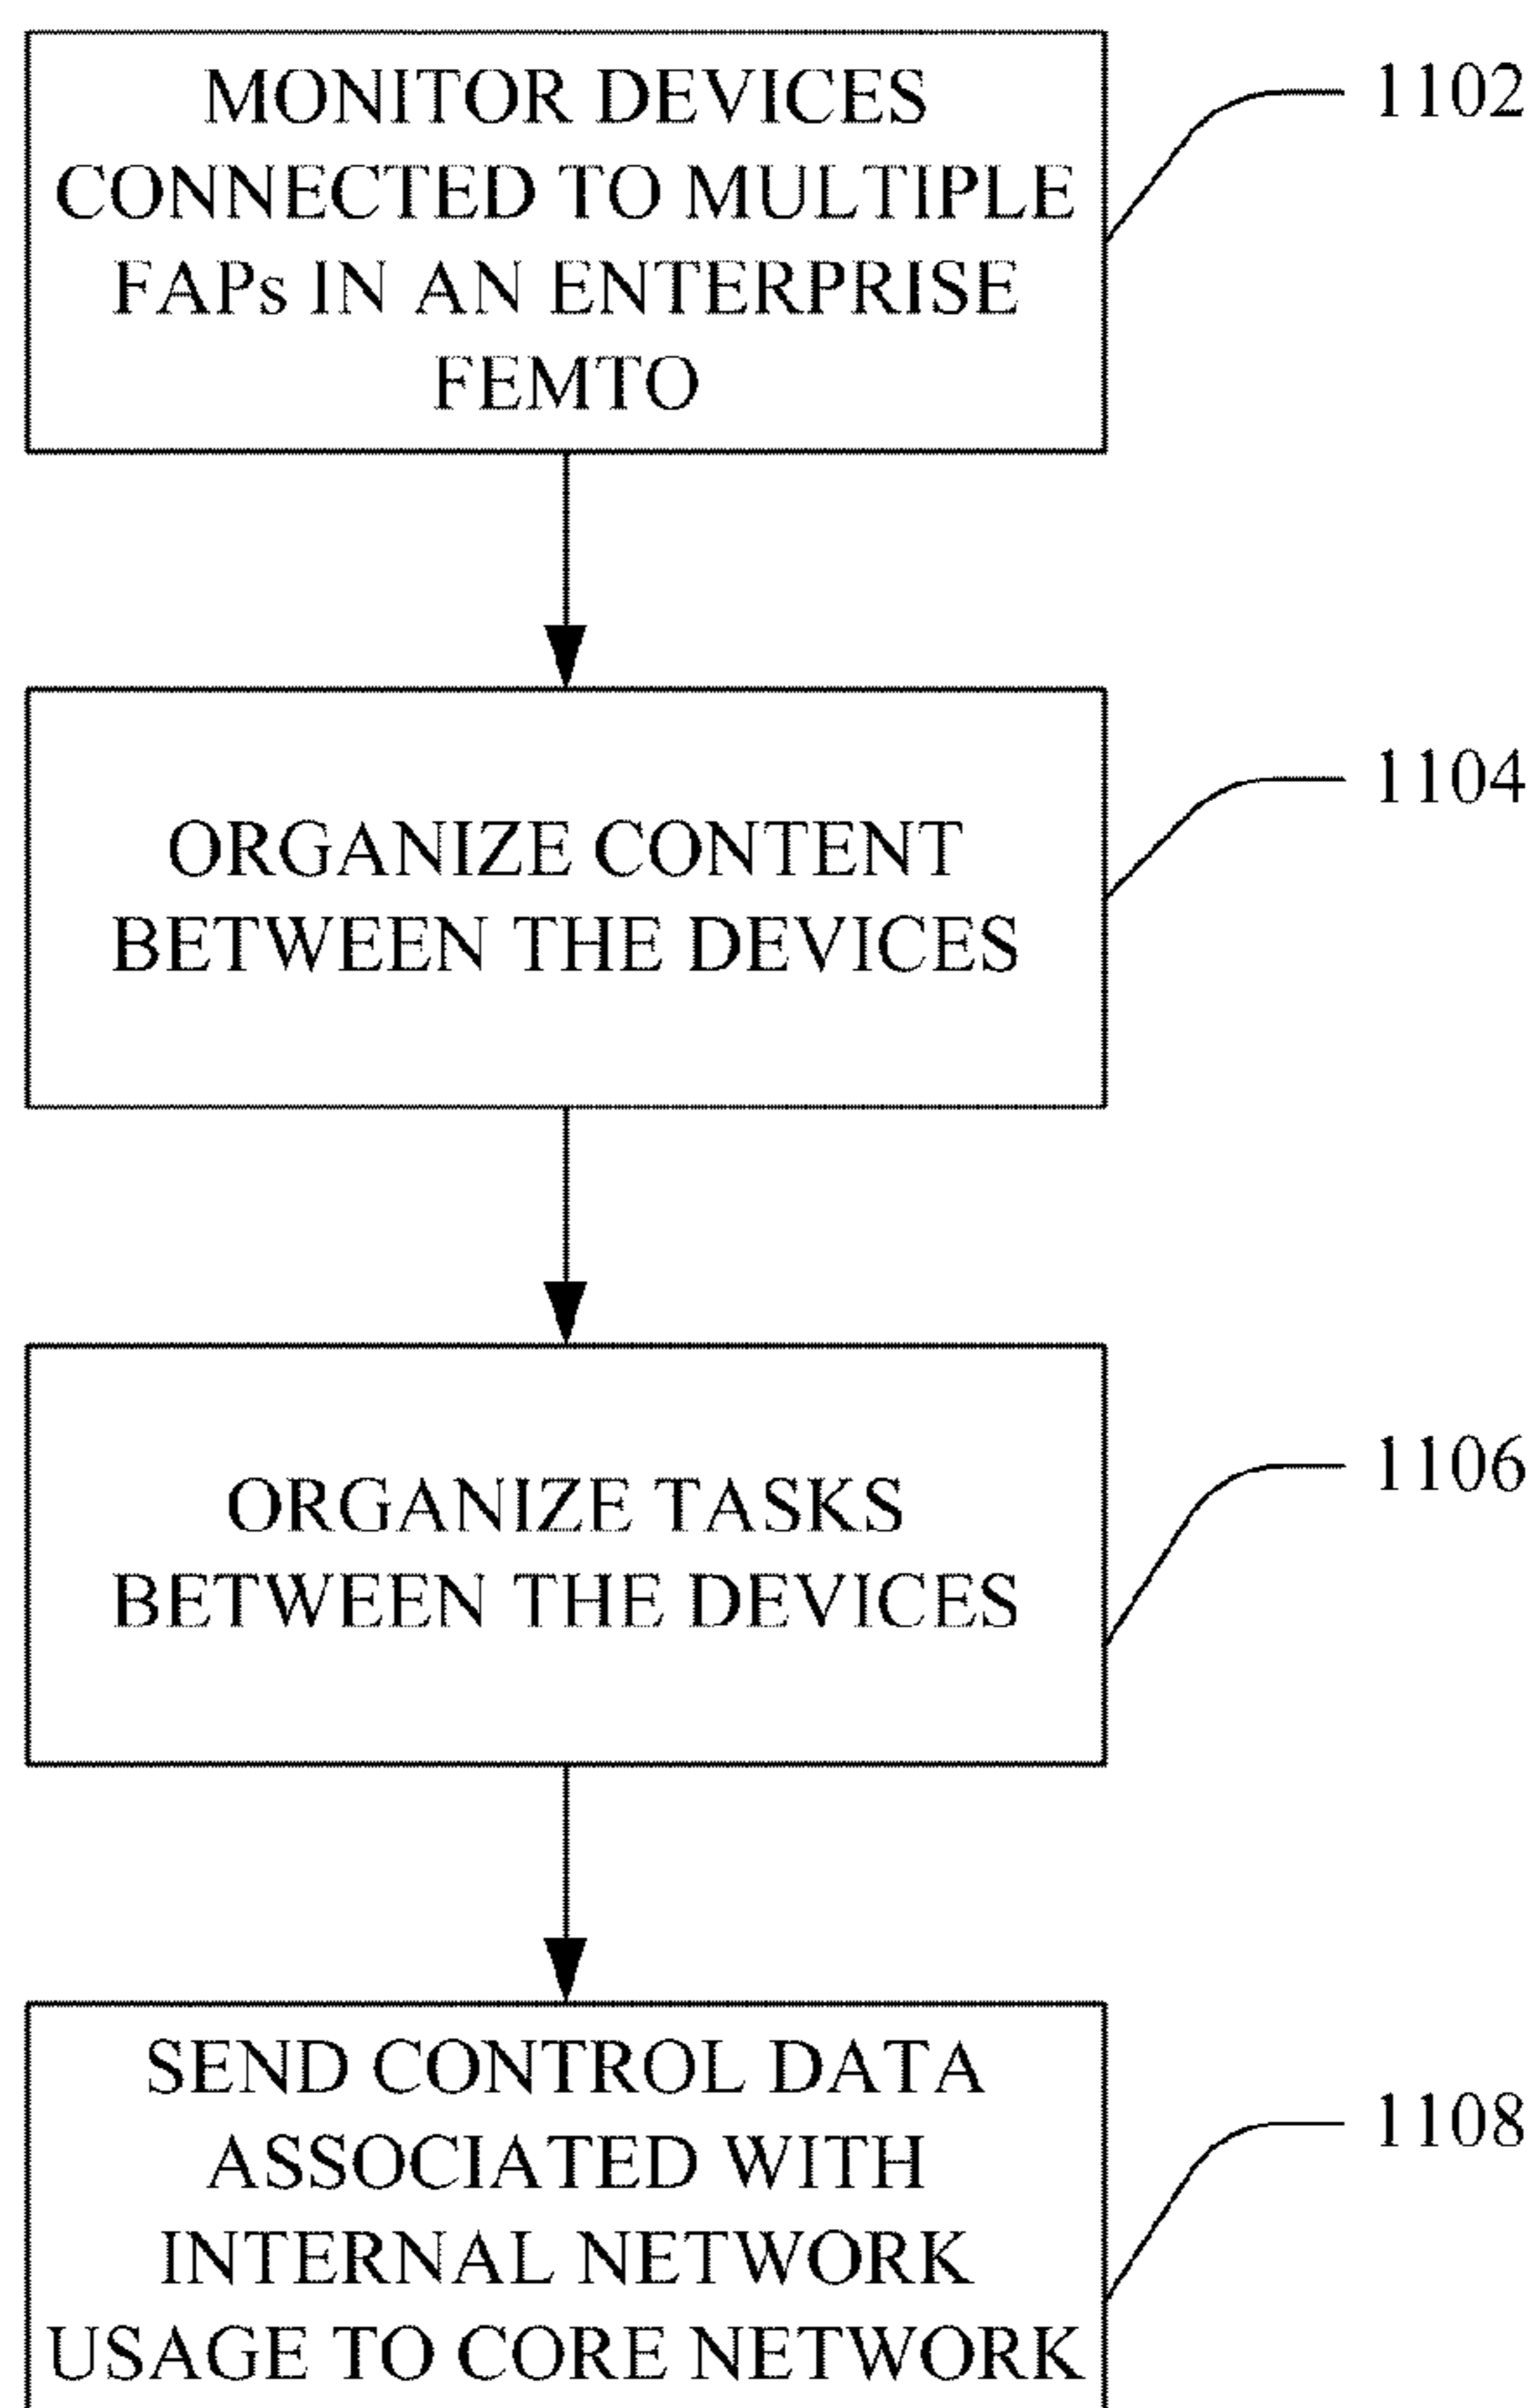 MONITOR DEVICES
CONNECTED TO MULTIPLE
FAPs IN AN ENTERPRISE
FEMTO
1102
ORGANIZE CONTENT
BETWEEN THE DEVICES
1104
ORGANIZE TASKS
BETWEEN THE DEVICES
1106
SEND CONTROL DATA
ASSOCIATED WITH
INTERNAL NETWORK
USAGE TO CORE NETWORK
1108